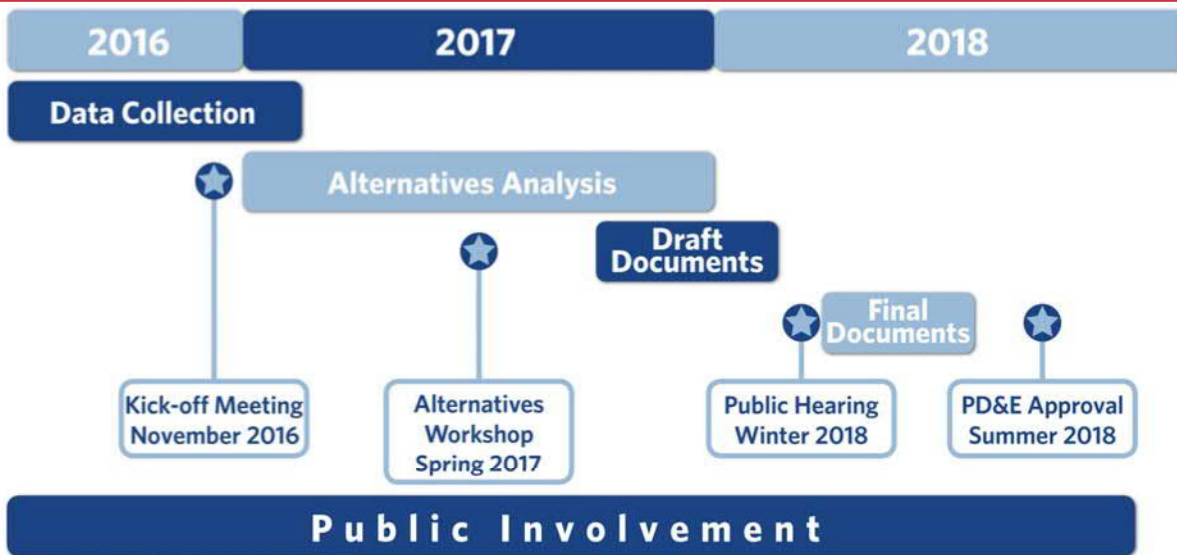 2016
2017
2018
Data Collection
Alternatives Analysis
Draft
Documents
Final
Documents
Kick-off Meeting
November 2016
Alternatives
Workshop
Spring 2017
Public Hearing
Winter 2018
PD&E Approval
Summer 2018
Public Involvement